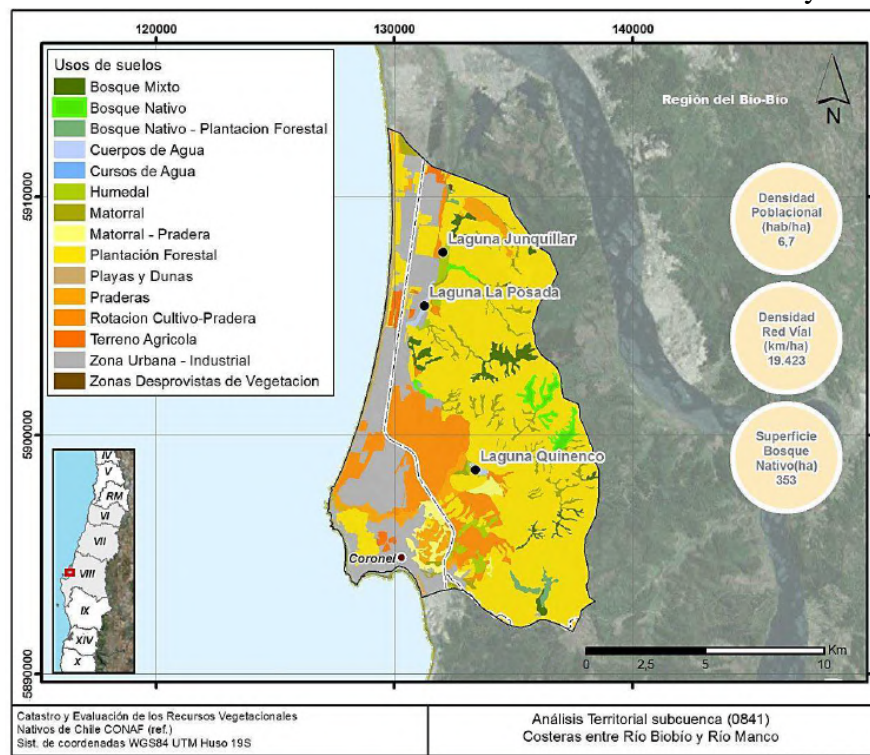 120000
130000
140000
5910000
5900000
5890000
Usos de suelos
Bosque Mixto
Bosque Nativo
Bosque Nativo - Plantacion Forestal
Cuerpos de Agua
Cursos de Agua
Humedal
Matorral
Matorral - Pradera
Plantación Forestal
Playas y Dunas
Praderas
Rotacion Cultivo-Pradera
Terreno Agricola
Zona Urbana - Industrial
Zonas Desprovistas de Vegetacion
Región del Bío-Bío
N
Densidad
Poblacional
(hab/ha)
6,7
Densidad
Red Víal
(km/ha)
19,423
Superficie
Bosque
Nativo(ha)
353
Laguna Junquillar
Laguna La Posada
Laguna Quinenco
Coronel
IV
V
RM
VI
VII
VIII
IX
XIV
X
Km
0
2,5
5
10
Catastro y Evaluación de los Recursos Vegetacionales
Nativos de Chile CONAF (ref.)
Sist. de coordenadas WGS84 UTM Huso 19S
Análisis Territorial subcuenca (0841)
Costeras entre Río Biobío y Río Manco